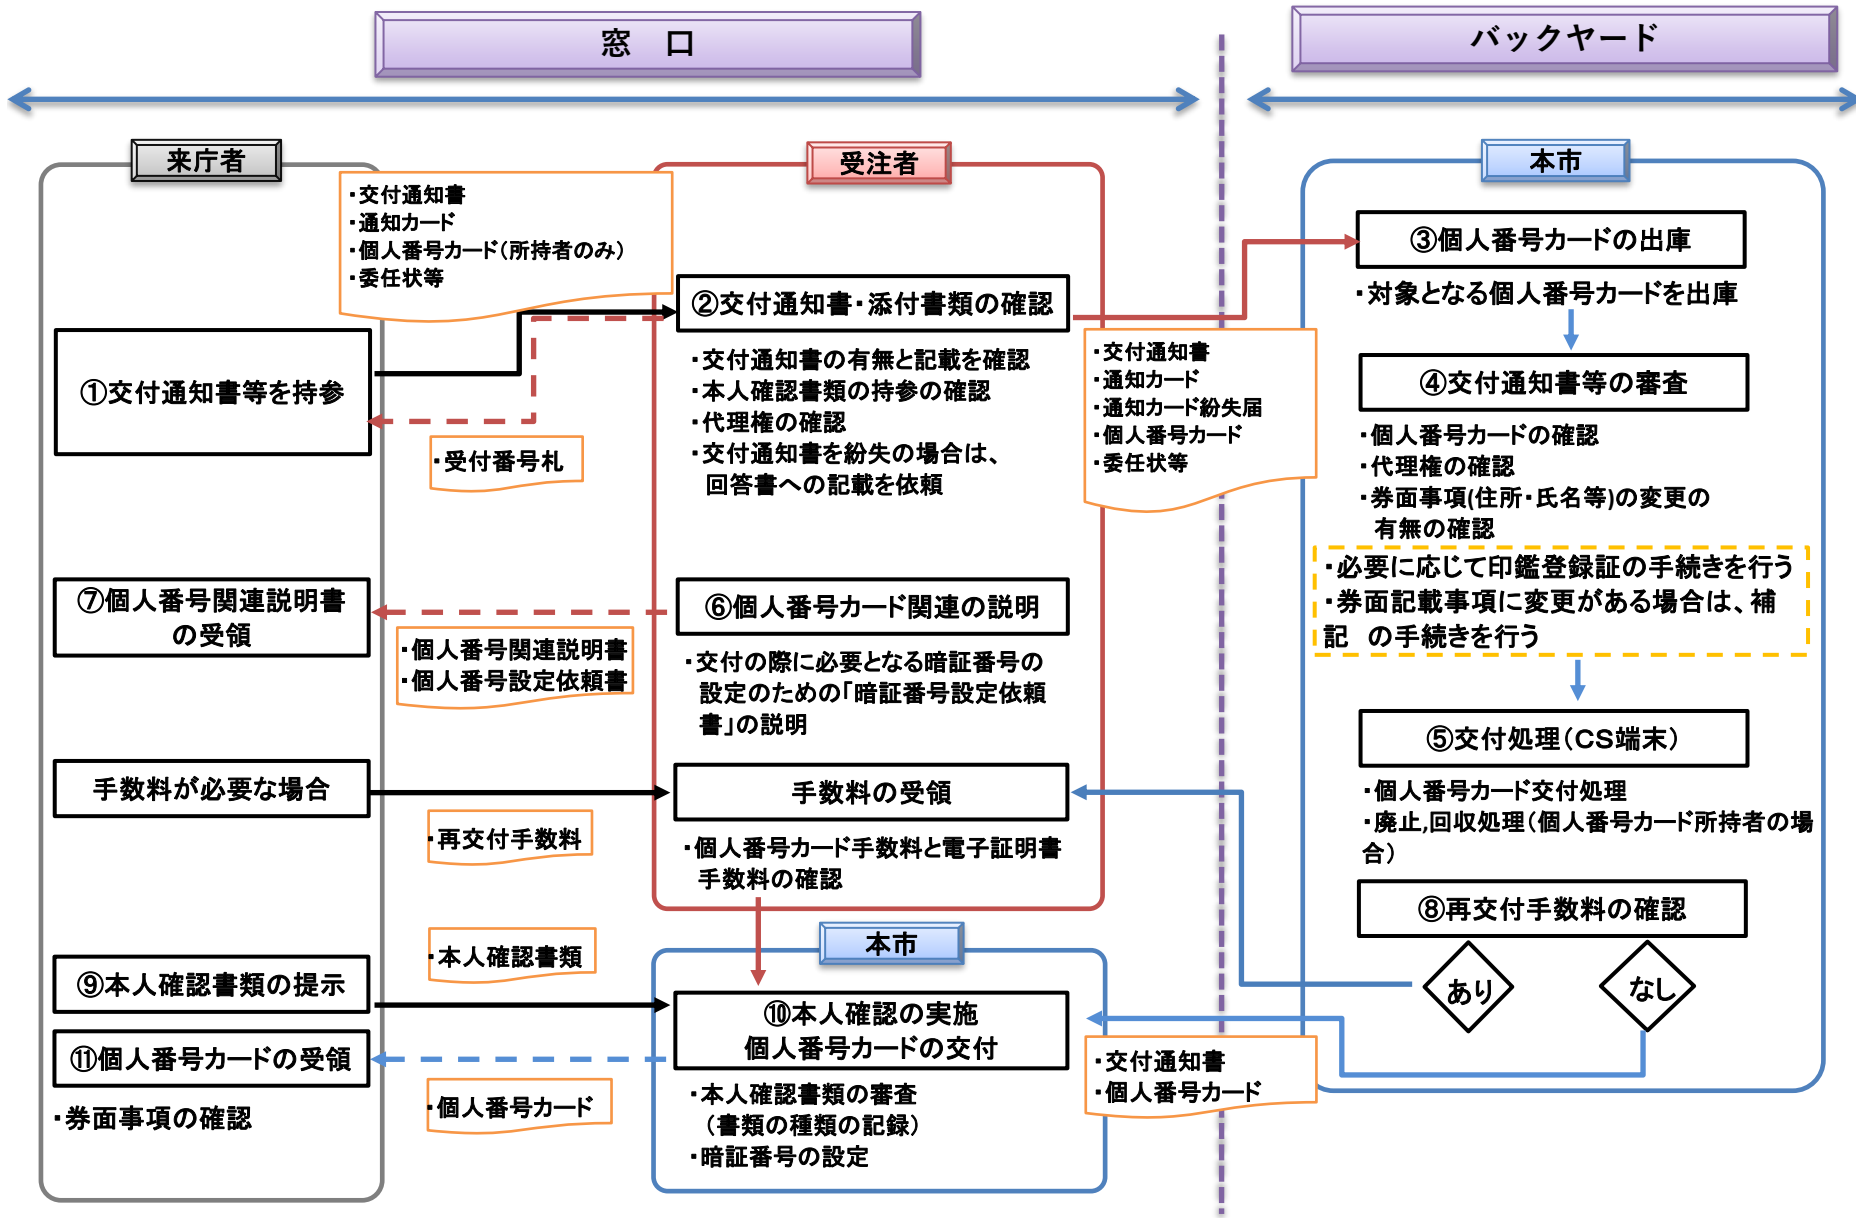 窓　口
バックヤード
来庁者
受注者
本市
・交付通知書
・通知カード
・個人番号カード（所持者のみ）
・委任状等
①交付通知書等を持参
・受付番号札
②交付通知書・添付書類の確認
・交付通知書の有無と記載を確認
・本人確認書類の持参の確認
・代理権の確認
・交付通知書を紛失の場合は、
回答書への記載を依頼
・交付通知書
・通知カード
・通知カード紛失届
・個人番号カード
・委任状等
③個人番号カードの出庫
・対象となる個人番号カードを出庫
④交付通知書等の審査
・個人番号カードの確認
・代理権の確認
・券面事項(住所・氏名等)の変更の
有無の確認
・必要に応じて印鑑登録証の手続きを行う
・券面記載事項に変更がある場合は、補
記　の手続きを行う
⑤交付処理（CS端末）
・個人番号カード交付処理
・廃止,回収処理（個人番号カード所持者の場
合）
⑦個人番号関連説明書
の受領
・個人番号関連説明書
・個人番号設定依頼書
⑥個人番号カード関連の説明
・交付の際に必要となる暗証番号の
設定のための「暗証番号設定依頼
書」の説明
手数料が必要な場合
・再交付手数料
手数料の受領
・個人番号カード手数料と電子証明書
手数料の確認
⑧再交付手数料の確認
あり
なし
本市
⑨本人確認書類の提示
・本人確認書類
⑩本人確認の実施
個人番号カードの交付
・本人確認書類の審査
（書類の種類の記録）
・暗証番号の設定
・交付通知書
・個人番号カード
⑪個人番号カードの受領
・券面事項の確認
・個人番号カード